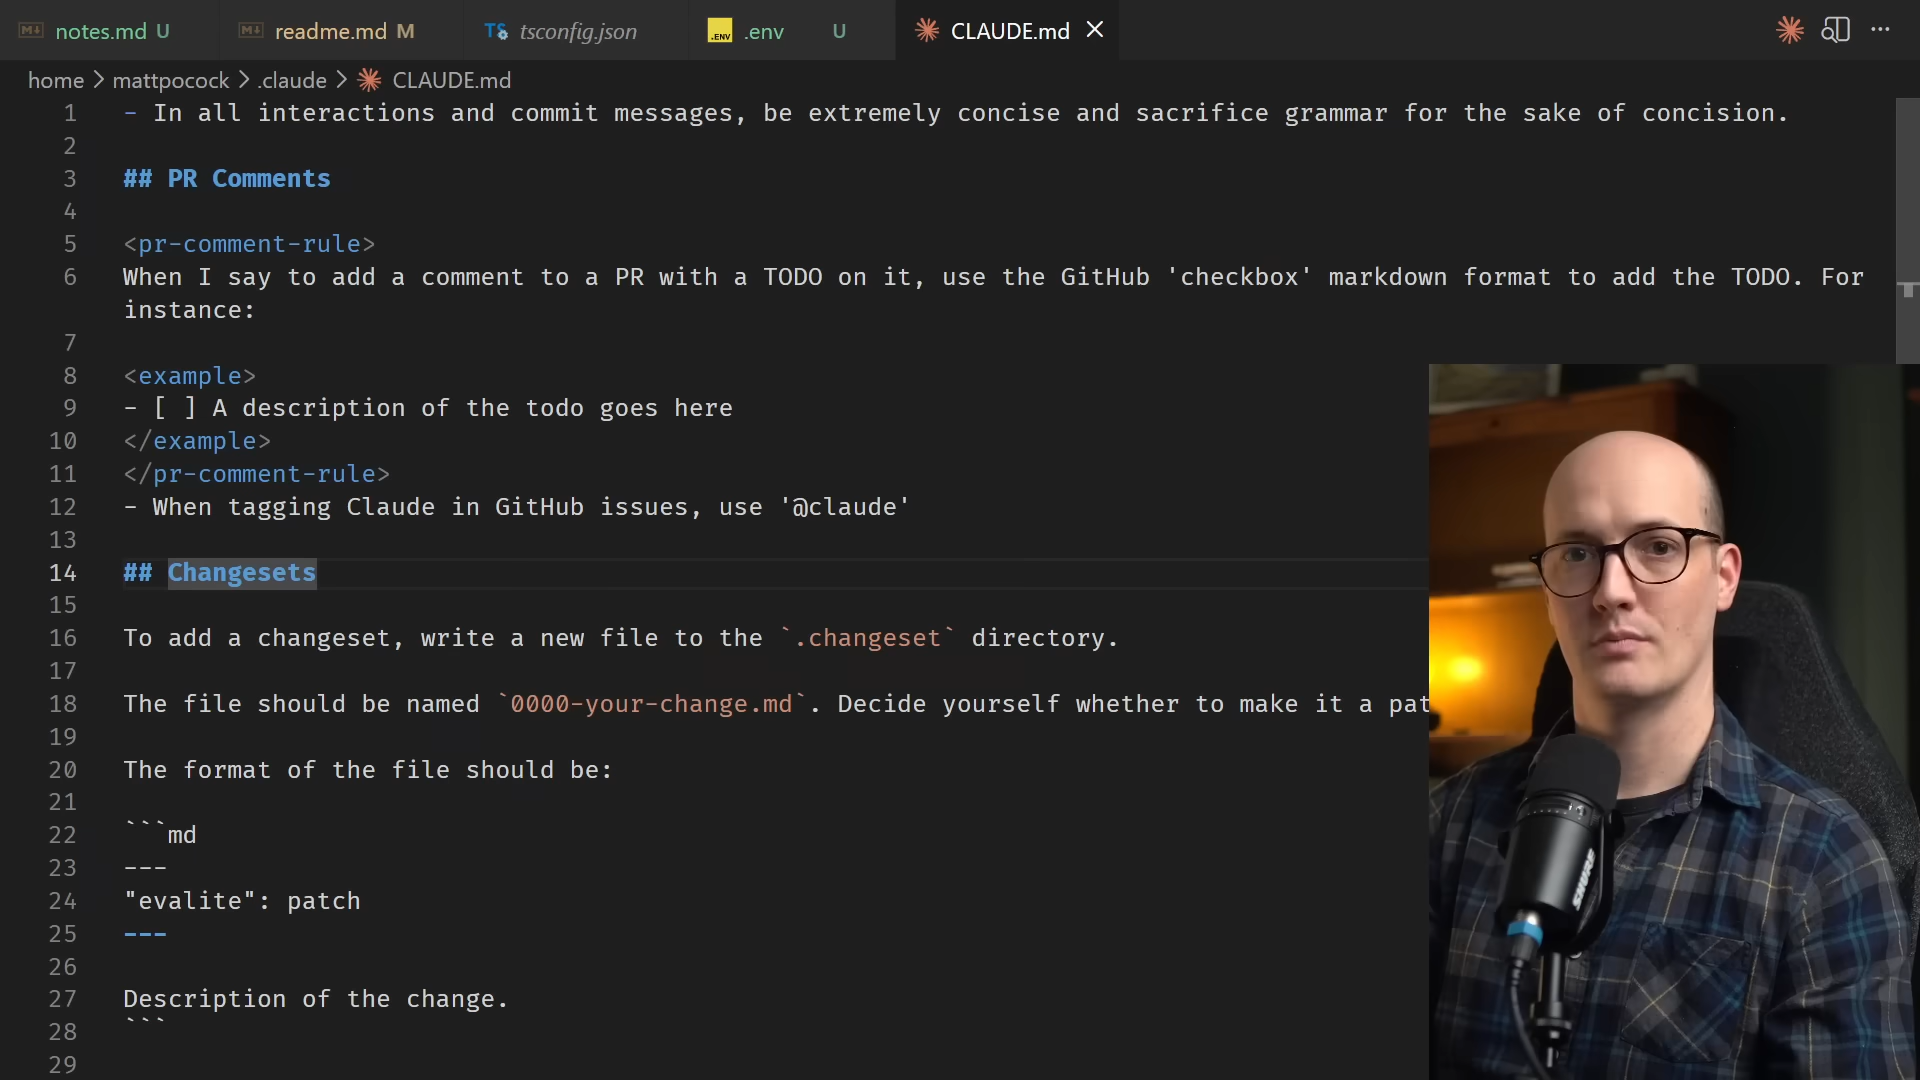 notes.md U
readme.md M
tsconfig.json
.env U
CLAUDE.md
home > mattpocock > .claude > CLAUDE.md
1 - In all interactions and commit messages, be extremely concise and sacrifice grammar for the sake of concision.
2
3 ## PR Comments
4
5 <pr-comment-rule>
6 When I say to add a comment to a PR with a TODO on it, use the GitHub 'checkbox' markdown format to add the TODO. For
instance:
7
8 <example>
9 - [ ] A description of the todo goes here
10 </example>
11 </pr-comment-rule>
12 - When tagging Claude in GitHub issues, use '@claude'
13
14 ## Changesets
15
16 To add a changeset, write a new file to the `.changeset` directory.
17
18 The file should be named `0000-your-change.md`. Decide yourself whether to make it a pat
19
20 The format of the file should be:
21
22 ```md
23 ---
24 "evalite": patch
25 ---
26
27 Description of the change.
28 ```
29
SHURE